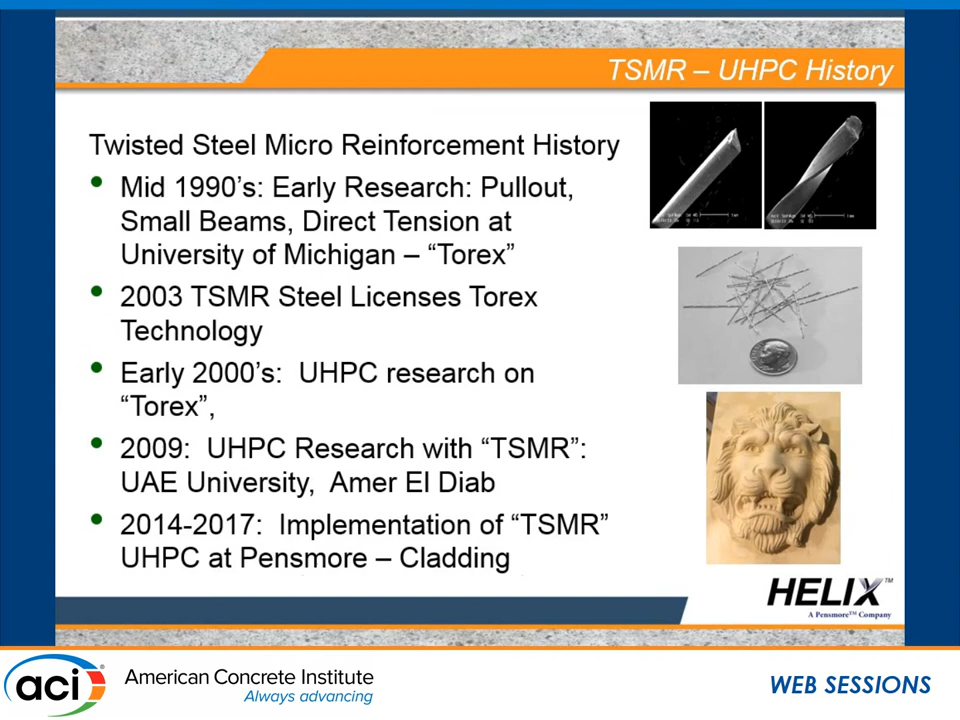 TSMR – UHPC History
Twisted Steel Micro Reinforcement History
• Mid 1990's: Early Research: Pullout,
Small Beams, Direct Tension at
University of Michigan – “Torex”
• 2003 TSMR Steel Licenses Torex
Technology
• Early 2000's:  UHPC research on
“Torex”,
• 2009:  UHPC Research with “TSMR”:
UAE University,  Amer El Diab
• 2014-2017:  Implementation of “TSMR”
UHPC at Pensmore – Cladding
HELIX™
A Pensmore™ Company
aci®
American Concrete Institute
Always advancing
WEB SESSIONS